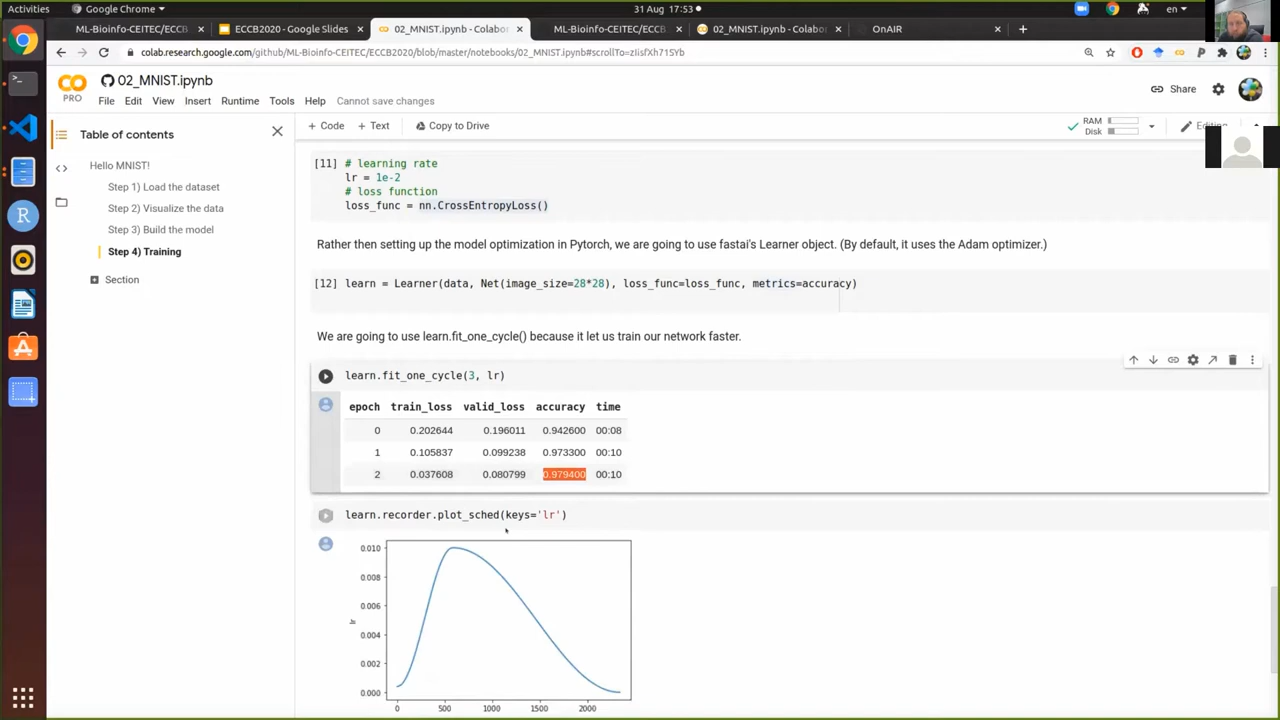 Activities
Google Chrome
31 Aug 17:53
en
ML-Bioinfo-CEITEC/ECCB
ECCB2020 - Google Slides
02_MNIST.ipynb - Colabo
ML-Bioinfo-CEITEC/ECCB
02_MNIST.ipynb - Colabo
OnAIR
colab.research.google.com/github/ML-Bioinfo-CEITEC/ECCB2020/blob/master/notebooks/02_MNIST.ipynb#scrollTo=zIisfXh71SYb
PRO
02_MNIST.ipynb
Share
File Edit View Insert Runtime Tools Help Cannot save changes
Table of contents
+ Code + Text Copy to Drive
RAM
Disk
Editing
Hello MNIST!
Step 1) Load the dataset
Step 2) Visualize the data
Step 3) Build the model
Step 4) Training
Section
[11] # learning rate
lr = 1e-2
# loss function
loss_func = nn.CrossEntropyLoss()
Rather then setting up the model optimization in Pytorch, we are going to use fastai's Learner object. (By default, it uses the Adam optimizer.)
[12] learn = Learner(data, Net(image_size=28*28), loss_func=loss_func, metrics=accuracy)
We are going to use learn.fit_one_cycle() because it let us train our network faster.
learn.fit_one_cycle(3, lr)
epoch train_loss valid_loss accuracy time
0 0.202644 0.196011 0.942600 00:08
1 0.105837 0.099238 0.973300 00:10
2 0.037608 0.080799 0.979400 00:10
learn.recorder.plot_sched(keys='lr')
0.010
0.008
0.006
lr
0.004
0.002
0.000
0 500 1000 1500 2000